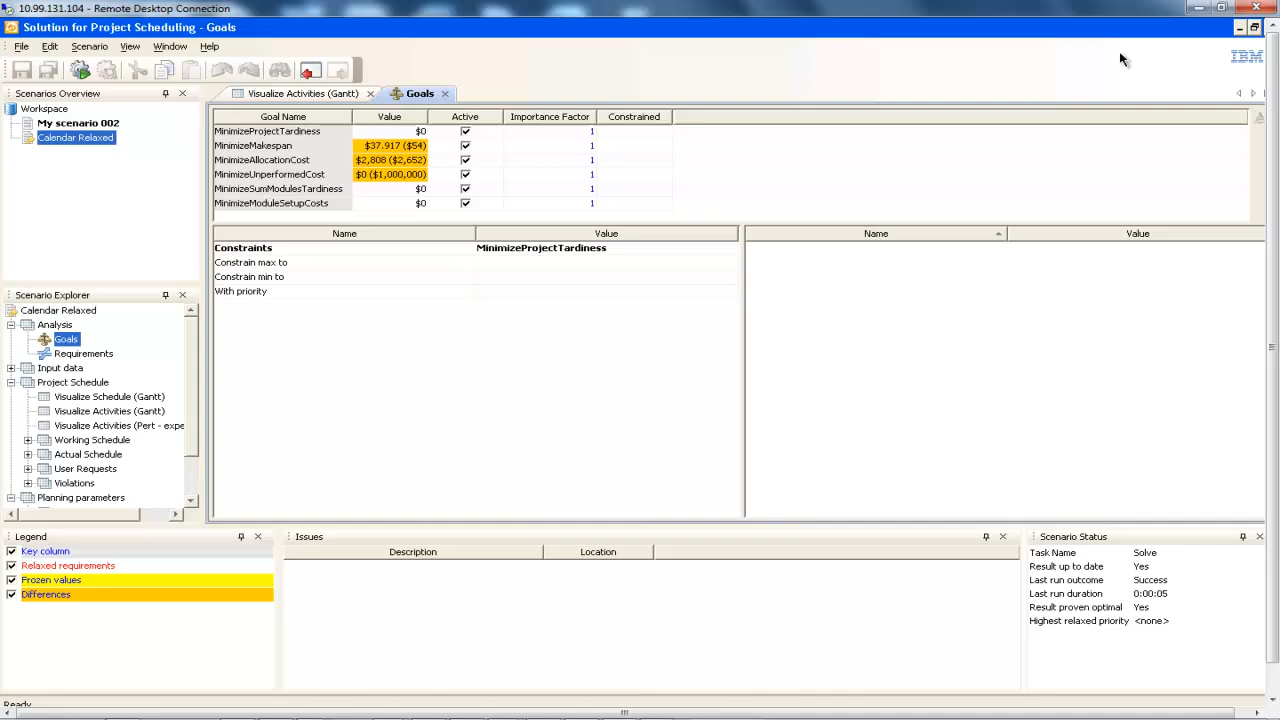 10.99.131.104 - Remote Desktop Connection
Solution for Project Scheduling - Goals
File Edit Scenario View Window Help
IBM
Scenarios Overview
Visualize Activities (Gantt) Goals
Workspace
My scenario 002
Calendar Relaxed
Goal Name Value Active Importance Factor Constrained
MinimizeProjectTardiness $0 1
MinimizeMakespan $37.917 ($54) 1
MinimizeAllocationCost $2,808 ($2,652) 1
MinimizeUnperformedCost $0 ($1,000,000) 1
MinimizeSumModulesTardiness $0 1
MinimizeModuleSetupCosts $0 1
Name Value
Constraints MinimizeProjectTardiness
Constrain max to
Constrain min to
With priority
Name Value
Scenario Explorer
Calendar Relaxed
Analysis
Goals
Requirements
Input data
Project Schedule
Visualize Schedule (Gantt)
Visualize Activities (Gantt)
Visualize Activities (Pert - expe
Working Schedule
Actual Schedule
User Requests
Violations
Planning parameters
Legend
Key column
Relaxed requirements
Frozen values
Differences
Issues
Description Location
Scenario Status
Task Name Solve
Result up to date Yes
Last run outcome Success
Last run duration 0:00:05
Result proven optimal Yes
Highest relaxed priority <none>
Ready